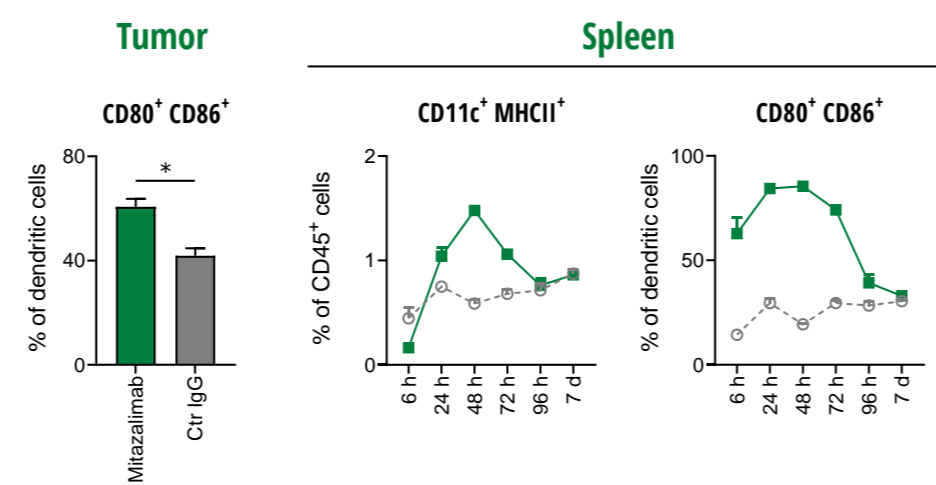 Tumor
Spleen
CD80⁺ CD86⁺
CD11c⁺ MHCII⁺
CD80⁺ CD86⁺
% of dendritic cells
80
40
0
*
Mitazalimab
Ctr IgG
% of CD45⁺ cells
2
1
0
6 h
24 h
48 h
72 h
96 h
7 d
% of dendritic cells
100
50
0
6 h
24 h
48 h
72 h
96 h
7 d